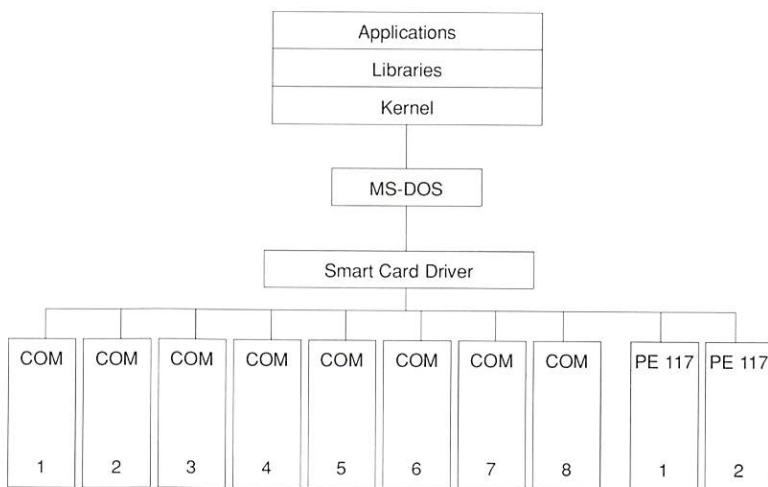 Applications
Libraries
Kernel
MS-DOS
Smart Card Driver
COM COM COM COM COM COM COM COM PE 117 PE 117
1 2 3 4 5 6 7 8 1 2